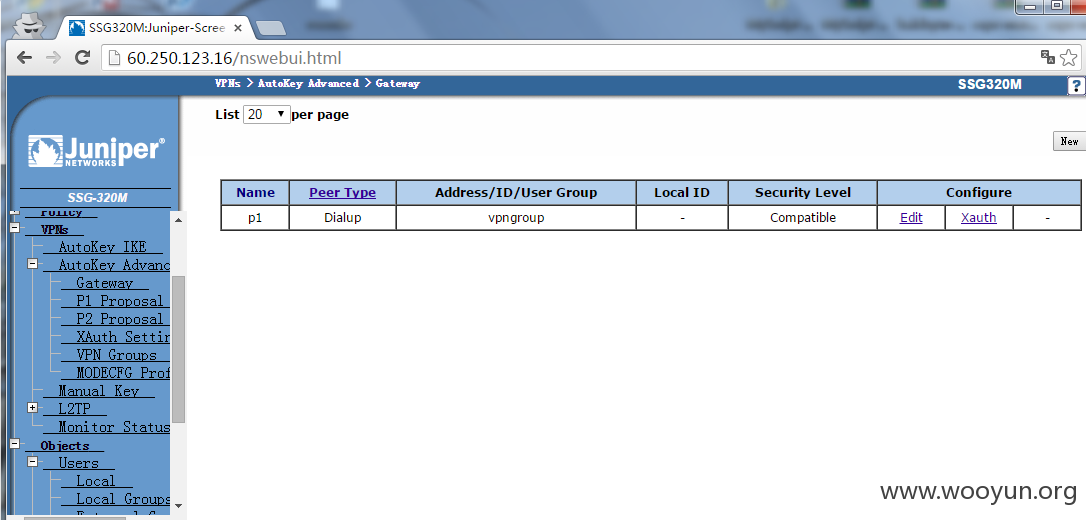 SSG320M:Juniper-Scree
60.250.123.16/nswebui.html
VPNs > AutoKey Advanced > Gateway
SSG320M
?
List 20 per page
New
Juniper
NETWORKS
SSG-320M
Policy
VPNs
AutoKey IKE
AutoKey Advanc
Gateway
P1 Proposal
P2 Proposal
XAuth Settin
VPN Groups
MODECFG Prof
Manual Key
L2TP
Monitor Status
Objects
Users
Local
Local Groups
Name Peer Type Address/ID/User Group Local ID Security Level Configure
p1 Dialup vpngroup - Compatible Edit Xauth -
www.wooyun.org